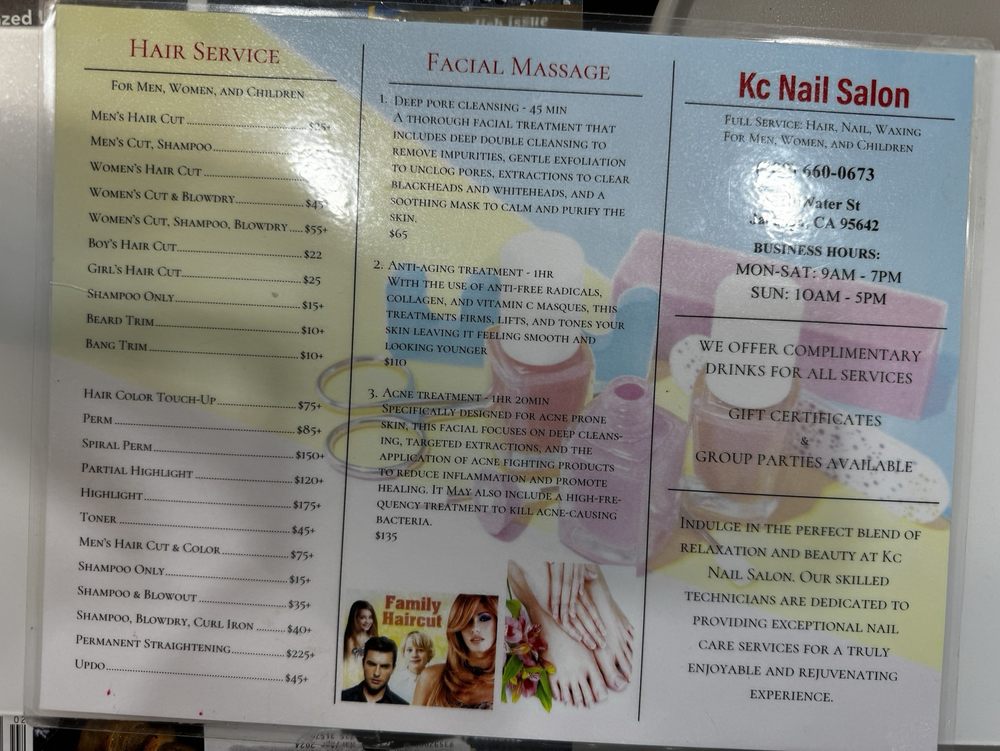 zed
HAIR SERVICE
FOR MEN, WOMEN, AND CHILDREN
MEN'S HAIR CUT
MEN'S CUT, SHAMPOO
WOMEN'S HAIR CUT
WOMEN'S CUT & BLOWDRY
WOMEN'S CUT, SHAMPOO, BLOWDRY $55+
BOY'S HAIR CUT $22
GIRL'S HAIR CUT $25
SHAMPOO ONLY $15+
BEARD TRIM $10+
BANG TRIM $10+
HAIR COLOR TOUCH-UP $75+
PERM $85+
SPIRAL PERM $150+
PARTIAL HIGHLIGHT $120+
HIGHLIGHT $175+
TONER $45+
MEN'S HAIR CUT & COLOR $75+
SHAMPOO ONLY $15+
SHAMPOO & BLOWOUT $35+
SHAMPOO, BLOWDRY, CURL IRON $40+
PERMANENT STRAIGHTENING $225+
UPDO $45+
FACIAL MASSAGE
1. DEEP PORE CLEANSING - 45 MIN
A THOROUGH FACIAL TREATMENT THAT
INCLUDES DEEP DOUBLE CLEANSING TO
REMOVE IMPURITIES, GENTLE EXFOLIATION
TO UNCLOG PORES, EXTRACTIONS TO CLEAR
BLACKHEADS AND WHITEHEADS, AND A
SOOTHING MASK TO CALM AND PURIFY THE
SKIN.
$65
2. ANTI-AGING TREATMENT - 1HR
WITH THE USE OF ANTI-FREE RADICALS,
COLLAGEN, AND VITAMIN C MASQUES, THIS
TREATMENTS FIRMS, LIFTS, AND TONES YOUR
SKIN LEAVING IT FEELING SMOOTH AND
LOOKING YOUNGER
$110
3. ACNE TREATMENT - 1HR 20MIN
SPECIFICALLY DESIGNED FOR ACNE PRONE
SKIN, THIS FACIAL FOCUSES ON DEEP CLEANS-
ING, TARGETED EXTRACTIONS, AND THE
APPLICATION OF ACNE FIGHTING PRODUCTS
TO REDUCE INFLAMMATION AND PROMOTE
HEALING. IT MAY ALSO INCLUDE A HIGH-FRE-
QUENCY TREATMENT TO KILL ACNE-CAUSING
BACTERIA.
$135
Family
Haircut
Kc Nail Salon
FULL SERVICE: HAIR, NAIL, WAXING
FOR MEN, WOMEN, AND CHILDREN
660-0673
Water St
CA 95642
BUSINESS HOURS:
MON-SAT: 9AM - 7PM
SUN: 10AM - 5PM
WE OFFER COMPLIMENTARY
DRINKS FOR ALL SERVICES
GIFT CERTIFICATES
&
GROUP PARTIES AVAILABLE
INDULGE IN THE PERFECT BLEND OF
RELAXATION AND BEAUTY AT KC
NAIL SALON. OUR SKILLED
TECHNICIANS ARE DEDICATED TO
PROVIDING EXCEPTIONAL NAIL
CARE SERVICES FOR A TRULY
ENJOYABLE AND REJUVENATING
EXPERIENCE.